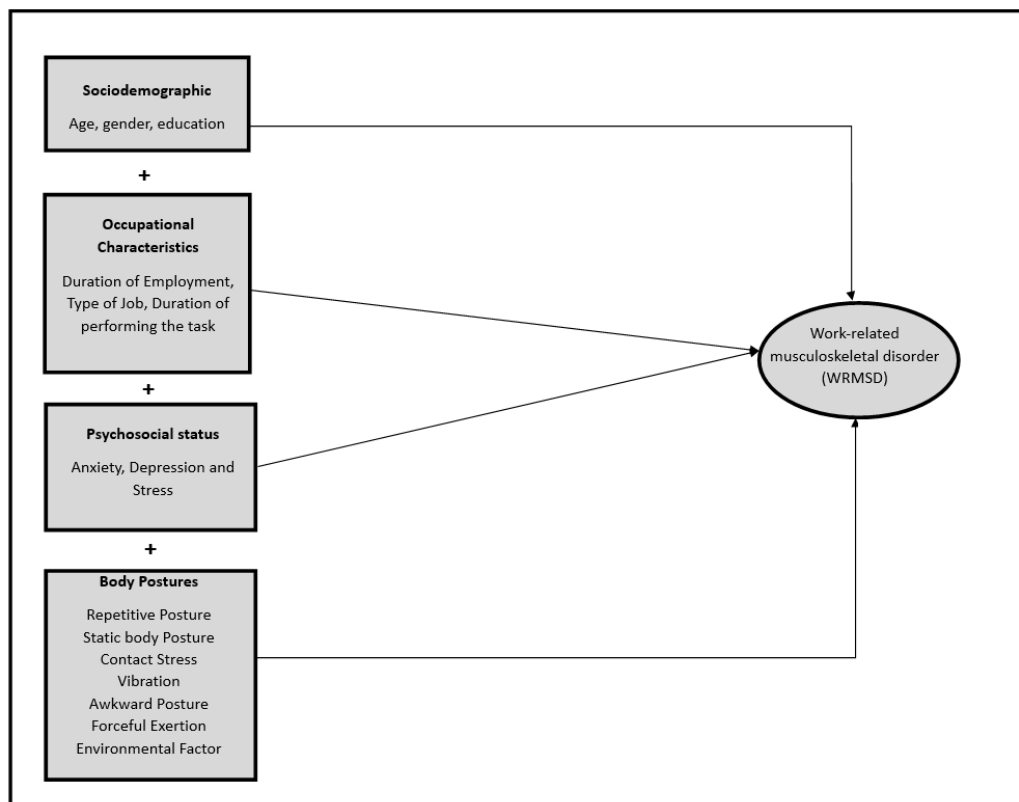 Sociodemographic
Age, gender, education
+
Occupational
Characteristics
Duration of Employment,
Type of Job, Duration of
performing the task
+
Psychosocial status
Anxiety, Depression and
Stress
+
Body Postures
Repetitive Posture
Static body Posture
Contact Stress
Vibration
Awkward Posture
Forceful Exertion
Environmental Factor
Work-related
musculoskeletal disorder
(WRMSD)